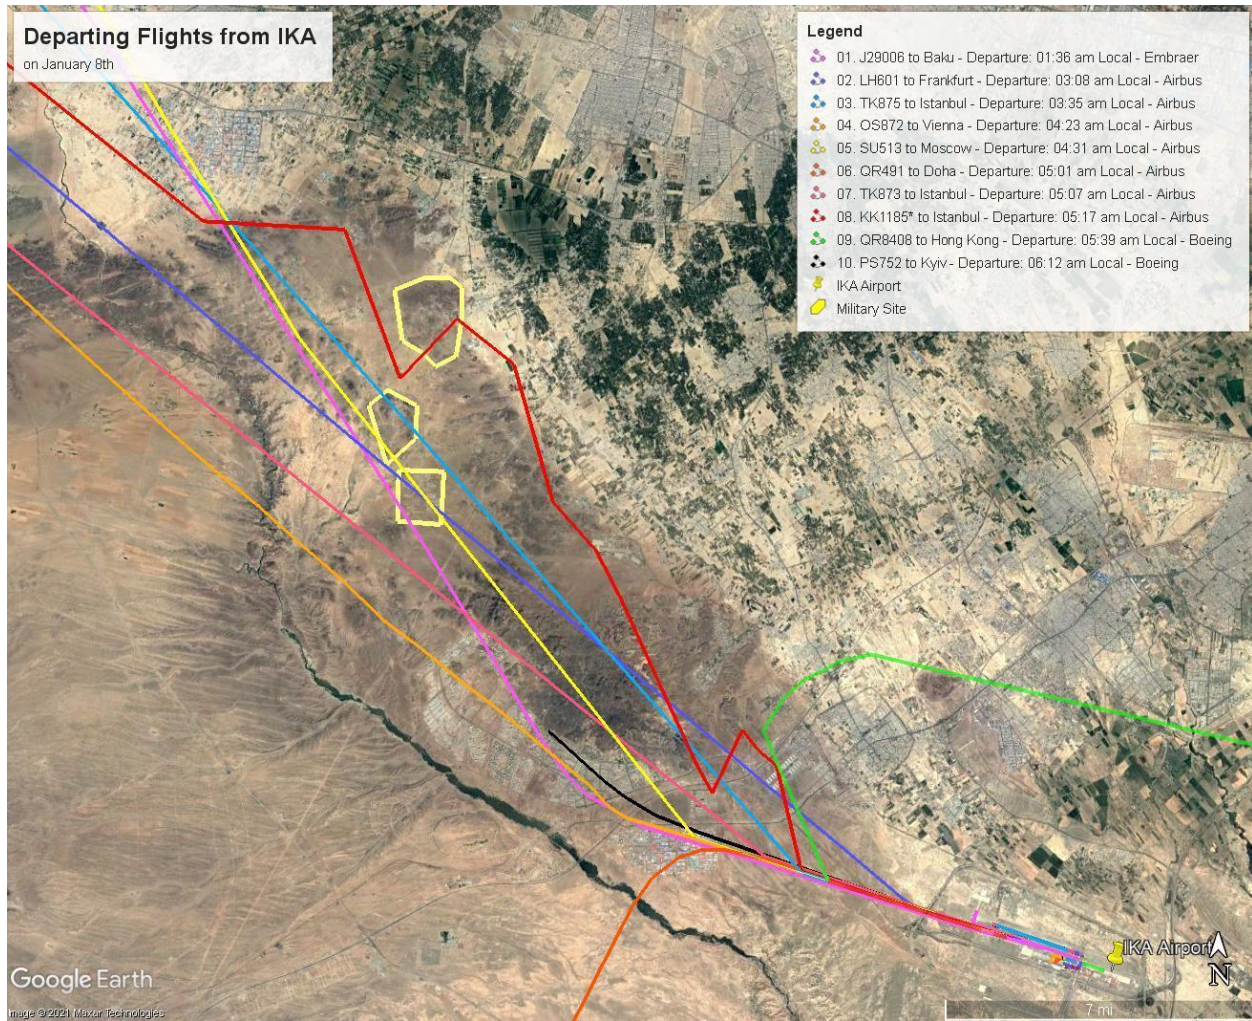 Departing Flights from IKA
on January 8th
Legend
01. J29006 to Baku - Departure: 01:36 am Local - Embraer
02. LH601 to Frankfurt - Departure: 03:08 am Local - Airbus
03. TK875 to Istanbul - Departure: 03:35 am Local - Airbus
04. OS872 to Vienna - Departure: 04:23 am Local - Airbus
05. SU513 to Moscow - Departure: 04:31 am Local - Airbus
06. QR491 to Doha - Departure: 05:01 am Local - Airbus
07. TK873 to Istanbul - Departure: 05:07 am Local - Airbus
08. KK1185* to Istanbul - Departure: 05:17 am Local - Airbus
09. QR8408 to Hong Kong - Departure: 05:39 am Local - Boeing
10. PS752 to Kyiv - Departure: 06:12 am Local - Boeing
IKA Airport
Military Site
IKA Airport
N
Google Earth
Image © 2021 Maxar Technologies
7 mi